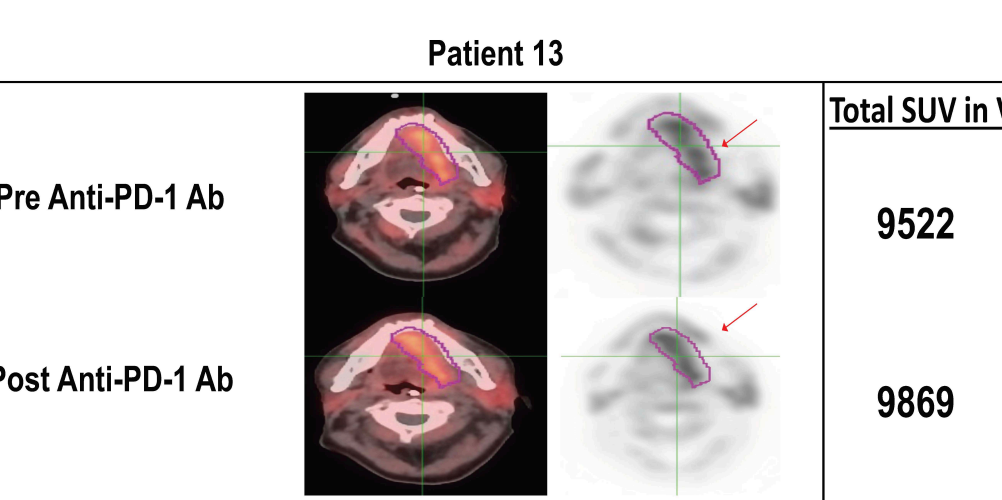 Patient 13
Total SUV in
Pre Anti-PD-1 Ab
9522
Post Anti-PD-1 Ab
9869